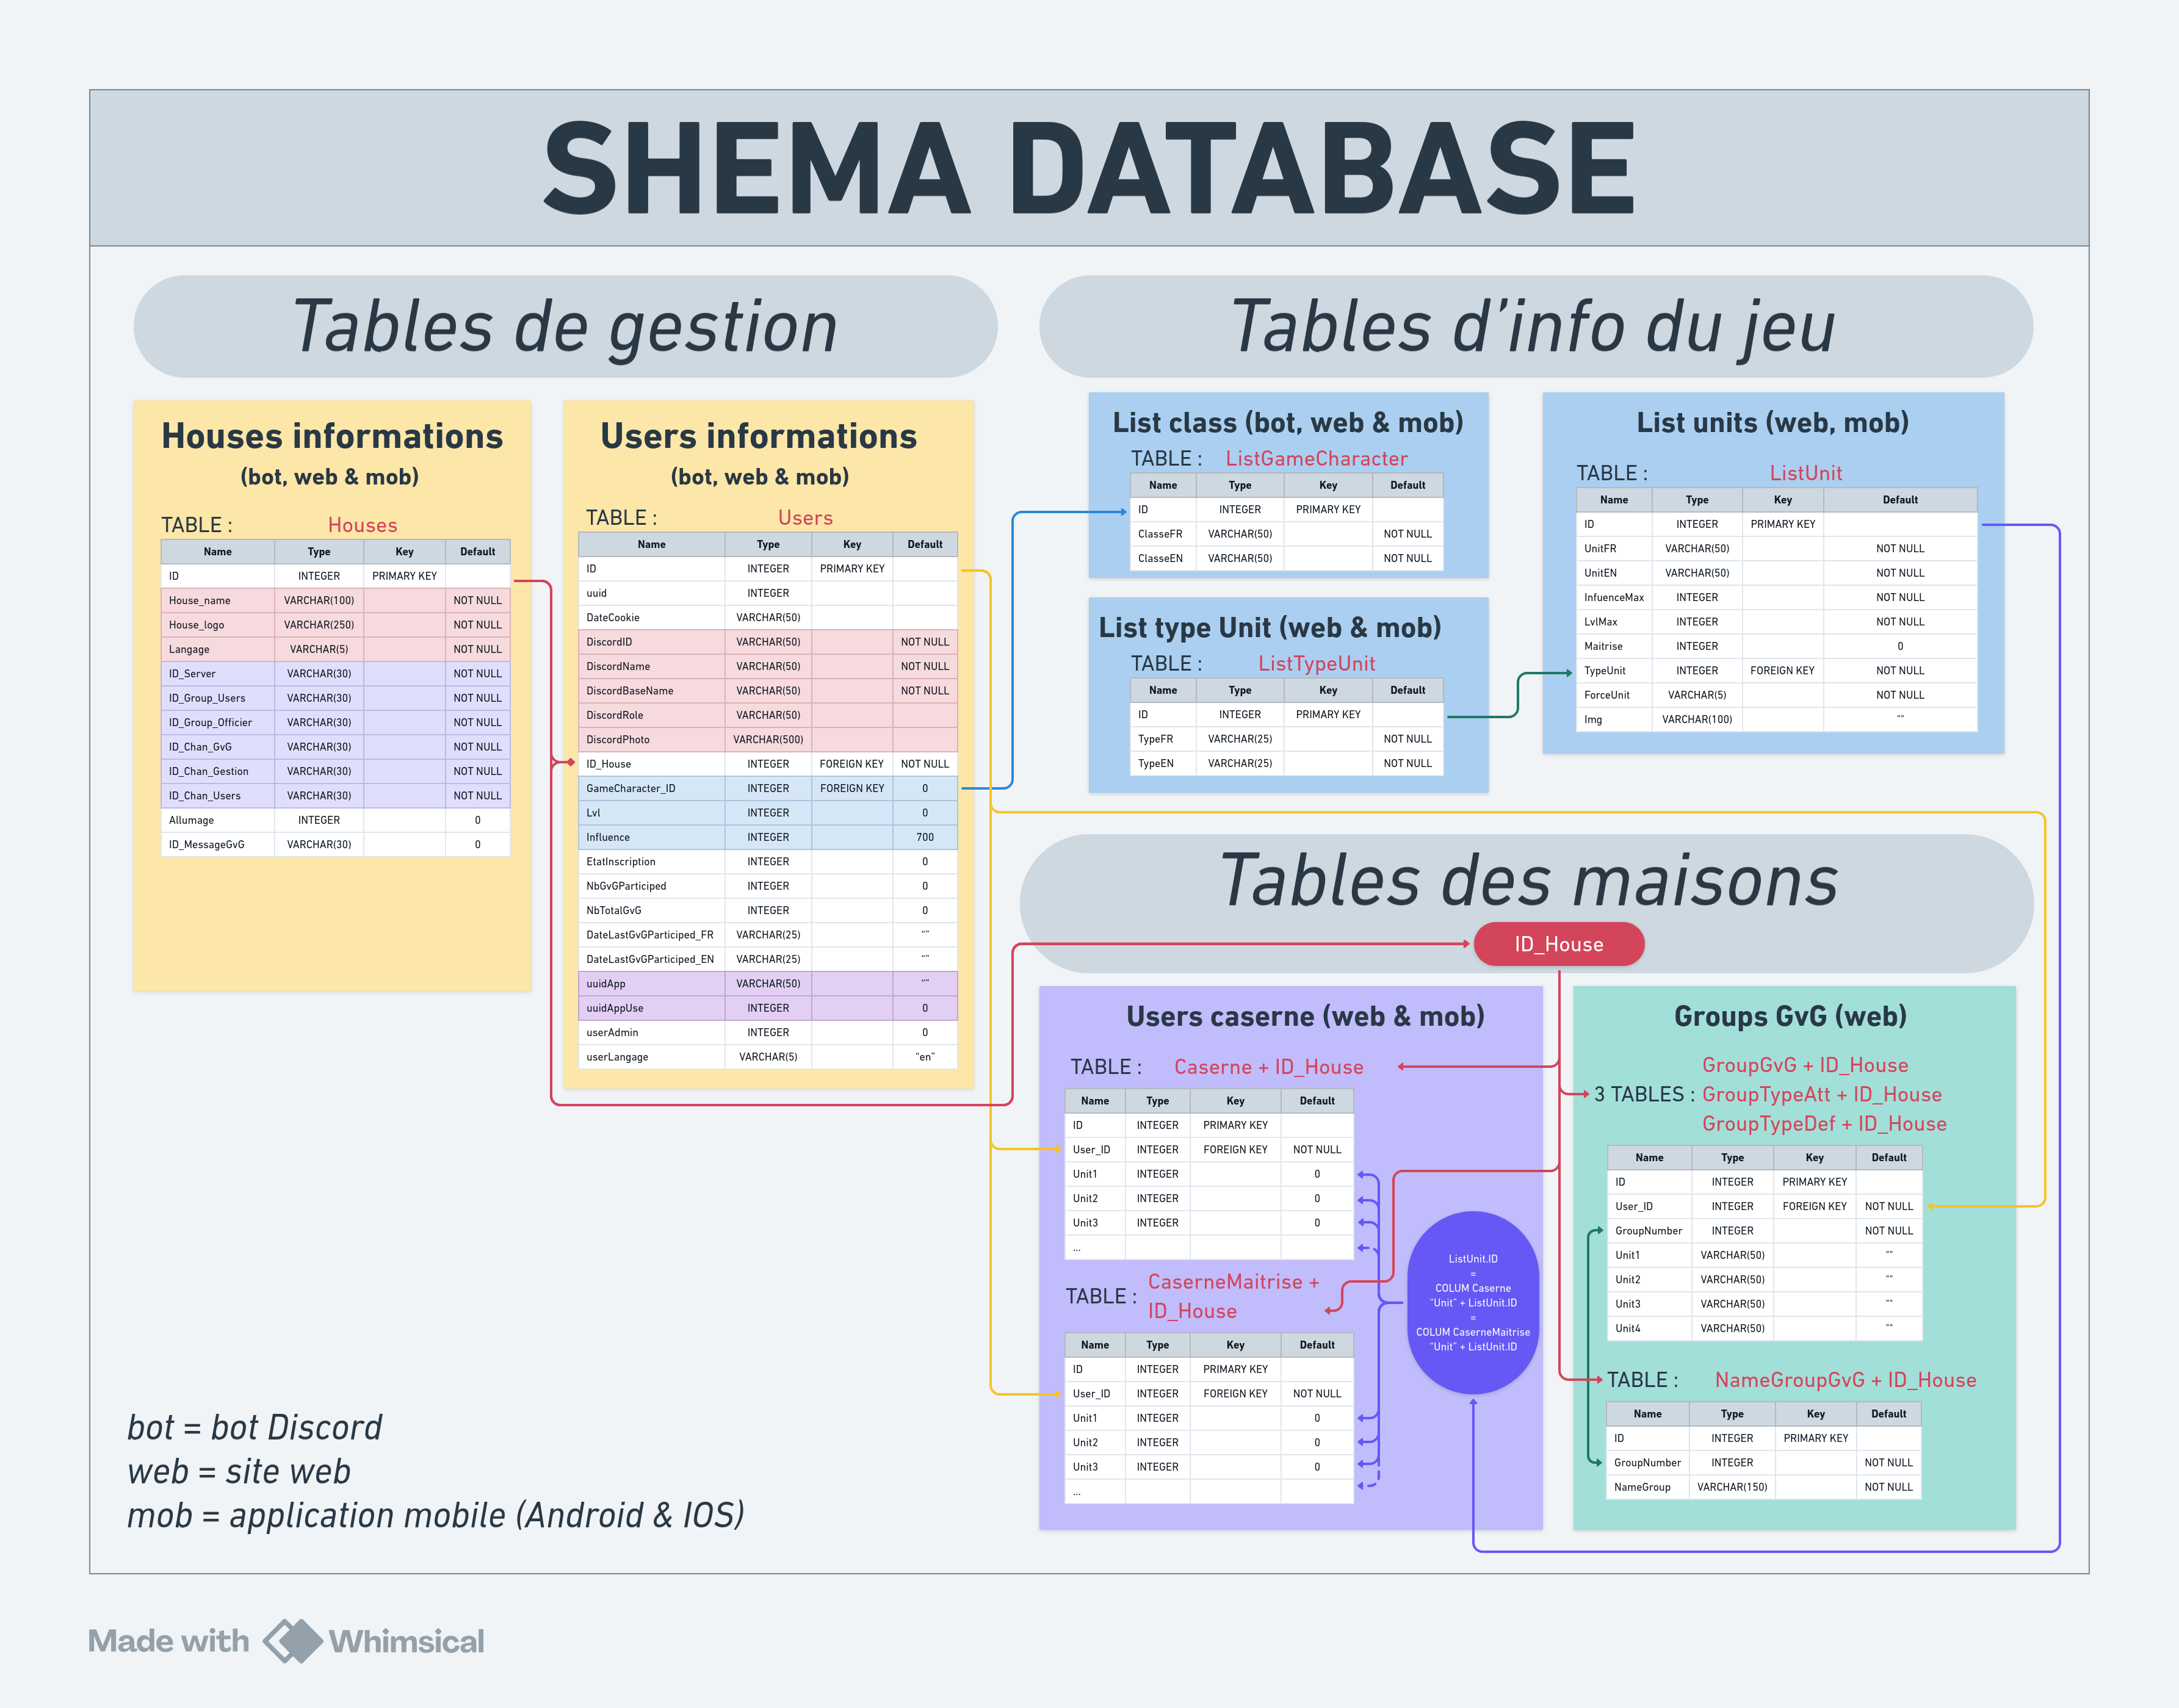 SHEMA DATABASE
Tables de gestion
Houses informations
(bot, web & mob)
TABLE : Houses
Name Type Key Default
ID INTEGER PRIMARY KEY
House_name VARCHAR(100) NOT NULL
House_logo VARCHAR(250) NOT NULL
Langage VARCHAR(5) NOT NULL
ID_Server VARCHAR(30) NOT NULL
ID_Group_Users VARCHAR(30) NOT NULL
ID_Group_Officier VARCHAR(30) NOT NULL
ID_Chan_GvG VARCHAR(30) NOT NULL
ID_Chan_Gestion VARCHAR(30) NOT NULL
ID_Chan_Users VARCHAR(30) NOT NULL
Allumage INTEGER 0
ID_MessageGvG VARCHAR(30) 0
Users informations
(bot, web & mob)
TABLE : Users
Name Type Key Default
ID INTEGER PRIMARY KEY
uuid INTEGER
DateCookie VARCHAR(50)
DiscordID VARCHAR(50) NOT NULL
DiscordName VARCHAR(50) NOT NULL
DiscordBaseName VARCHAR(50) NOT NULL
DiscordRole VARCHAR(50)
DiscordPhoto VARCHAR(500)
ID_House INTEGER FOREIGN KEY NOT NULL
GameCharacter_ID INTEGER FOREIGN KEY 0
Lvl INTEGER 0
Influence INTEGER 700
EtatInscription INTEGER 0
NbGvGParticiped INTEGER 0
NbTotalGvG INTEGER 0
DateLastGvGParticiped_FR VARCHAR(25) ""
DateLastGvGParticiped_EN VARCHAR(25) ""
uuidApp VARCHAR(50) ""
uuidAppUse INTEGER 0
userAdmin INTEGER 0
userLangage VARCHAR(5) "en"
Tables d’info du jeu
List class (bot, web & mob)
TABLE : ListGameCharacter
Name Type Key Default
ID INTEGER PRIMARY KEY
ClasseFR VARCHAR(50) NOT NULL
ClasseEN VARCHAR(50) NOT NULL
List type Unit (web & mob)
TABLE : ListTypeUnit
Name Type Key Default
ID INTEGER PRIMARY KEY
TypeFR VARCHAR(25) NOT NULL
TypeEN VARCHAR(25) NOT NULL
List units (web, mob)
TABLE : ListUnit
Name Type Key Default
ID INTEGER PRIMARY KEY
UnitFR VARCHAR(50) NOT NULL
UnitEN VARCHAR(50) NOT NULL
InfuenceMax INTEGER NOT NULL
LvlMax INTEGER NOT NULL
Maitrise INTEGER 0
TypeUnit INTEGER FOREIGN KEY NOT NULL
ForceUnit VARCHAR(5) NOT NULL
Img VARCHAR(100) ""
Tables des maisons
ID_House
Users caserne (web & mob)
TABLE : Caserne + ID_House
Name Type Key Default
ID INTEGER PRIMARY KEY
User_ID INTEGER FOREIGN KEY NOT NULL
Unit1 INTEGER 0
Unit2 INTEGER 0
Unit3 INTEGER 0
...
TABLE : CaserneMaitrise +
ID_House
Name Type Key Default
ID INTEGER PRIMARY KEY
User_ID INTEGER FOREIGN KEY NOT NULL
Unit1 INTEGER 0
Unit2 INTEGER 0
Unit3 INTEGER 0
...
ListUnit.ID
=
COLUM Caserne
"Unit" + ListUnit.ID
=
COLUM CaserneMaitrise
"Unit" + ListUnit.ID
Groups GvG (web)
GroupGvG + ID_House
3 TABLES : GroupTypeAtt + ID_House
GroupTypeDef + ID_House
Name Type Key Default
ID INTEGER PRIMARY KEY
User_ID INTEGER FOREIGN KEY NOT NULL
GroupNumber INTEGER NOT NULL
Unit1 VARCHAR(50) ""
Unit2 VARCHAR(50) ""
Unit3 VARCHAR(50) ""
Unit4 VARCHAR(50) ""
TABLE : NameGroupGvG + ID_House
Name Type Key Default
ID INTEGER PRIMARY KEY
GroupNumber INTEGER NOT NULL
NameGroup VARCHAR(150) NOT NULL
bot = bot Discord
web = site web
mob = application mobile (Android & IOS)
Made with Whimsical